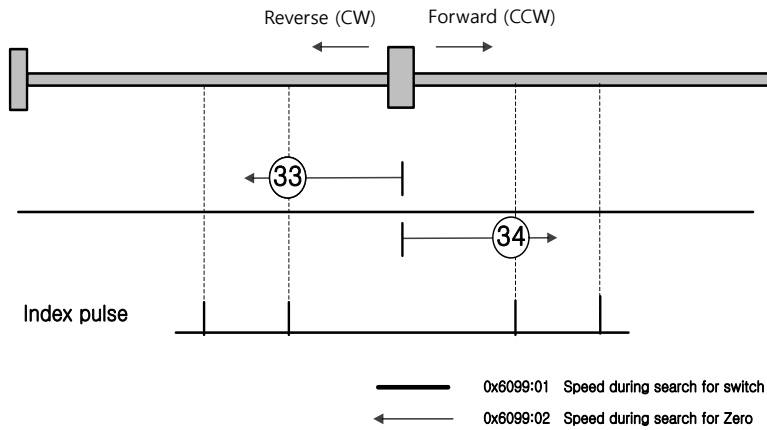 Reverse (CW) Forward (CCW)
33
34
Index pulse
0x6099:01 Speed during search for switch
0x6099:02 Speed during search for Zero